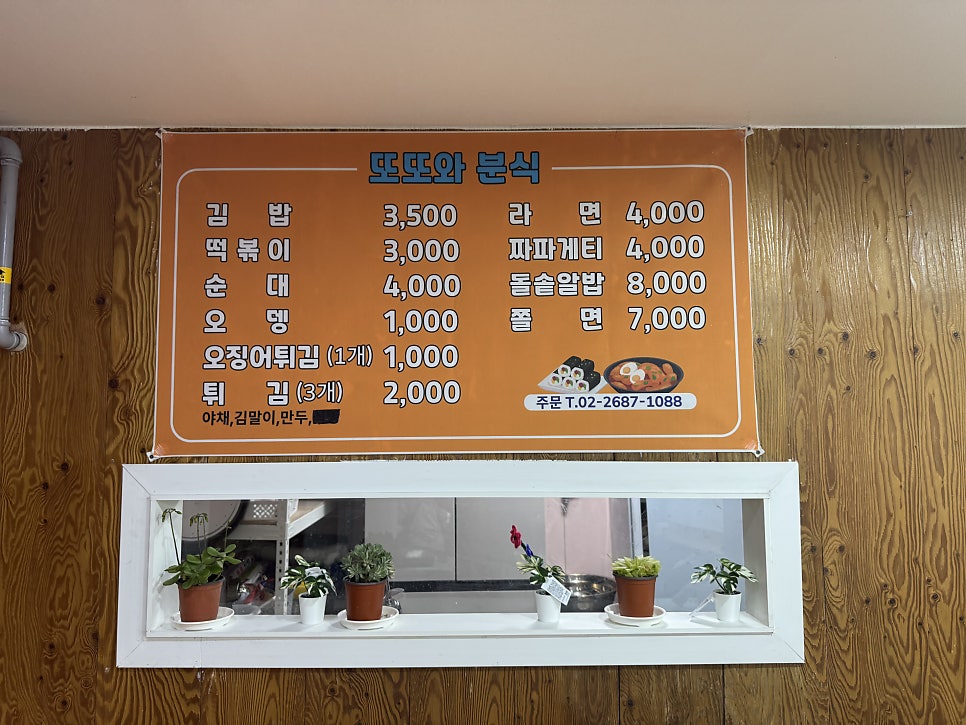 또또와 분식
김 밥 3,500
떡볶이 3,000
순 대 4,000
오 뎅 1,000
오징어튀김 (1개) 1,000
튀 김 (3개) 2,000
야채,김말이,만두,
라 면 4,000
짜파게티 4,000
돌솥알밥 8,000
쫄 면 7,000
주문 T.02-2687-1088